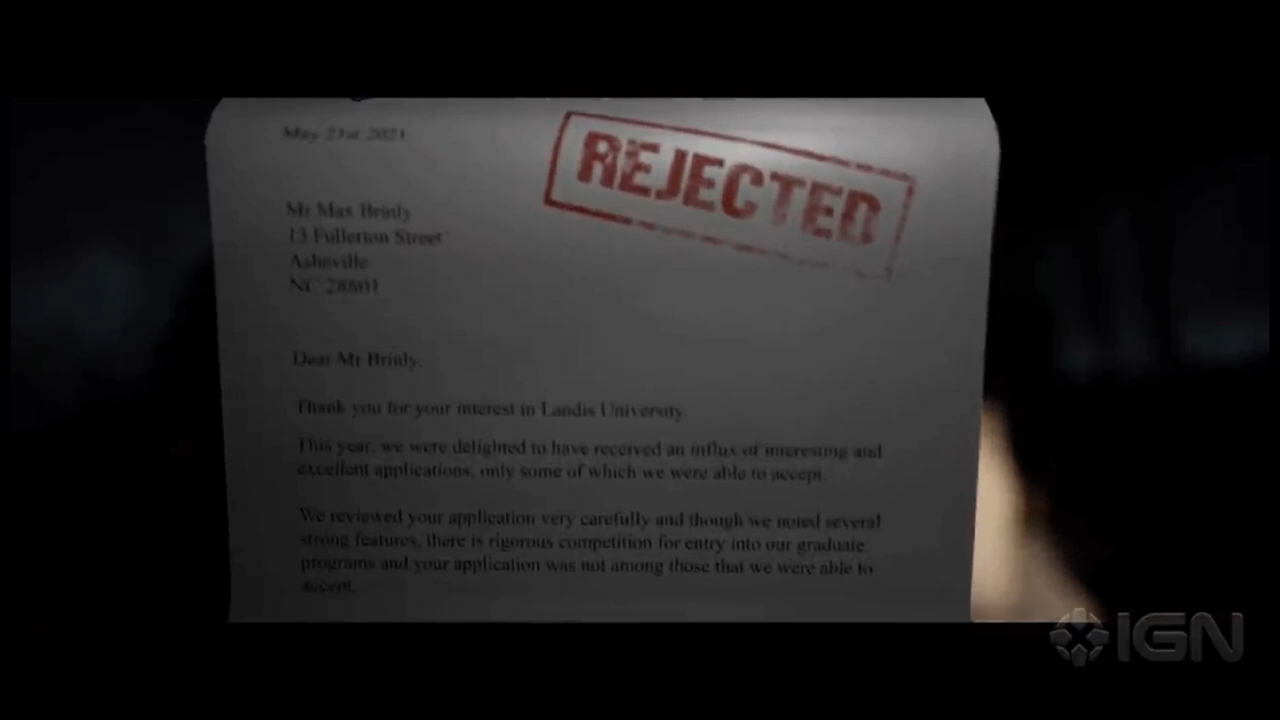 May 21st 2021
REJECTED
Mr Max Brinly
13 Fullerton Street
Asheville
NC 28801
Dear Mr Brinly,
Thank you for your interest in Landis University.
This year, we were delighted to have received an influx of interesting and
excellent applications, only some of which we were able to accept.
We reviewed your application very carefully and though we noted several
strong features, there is rigorous competition for entry into our graduate
programs and your application was not among those that we were able to
accept.
IGN